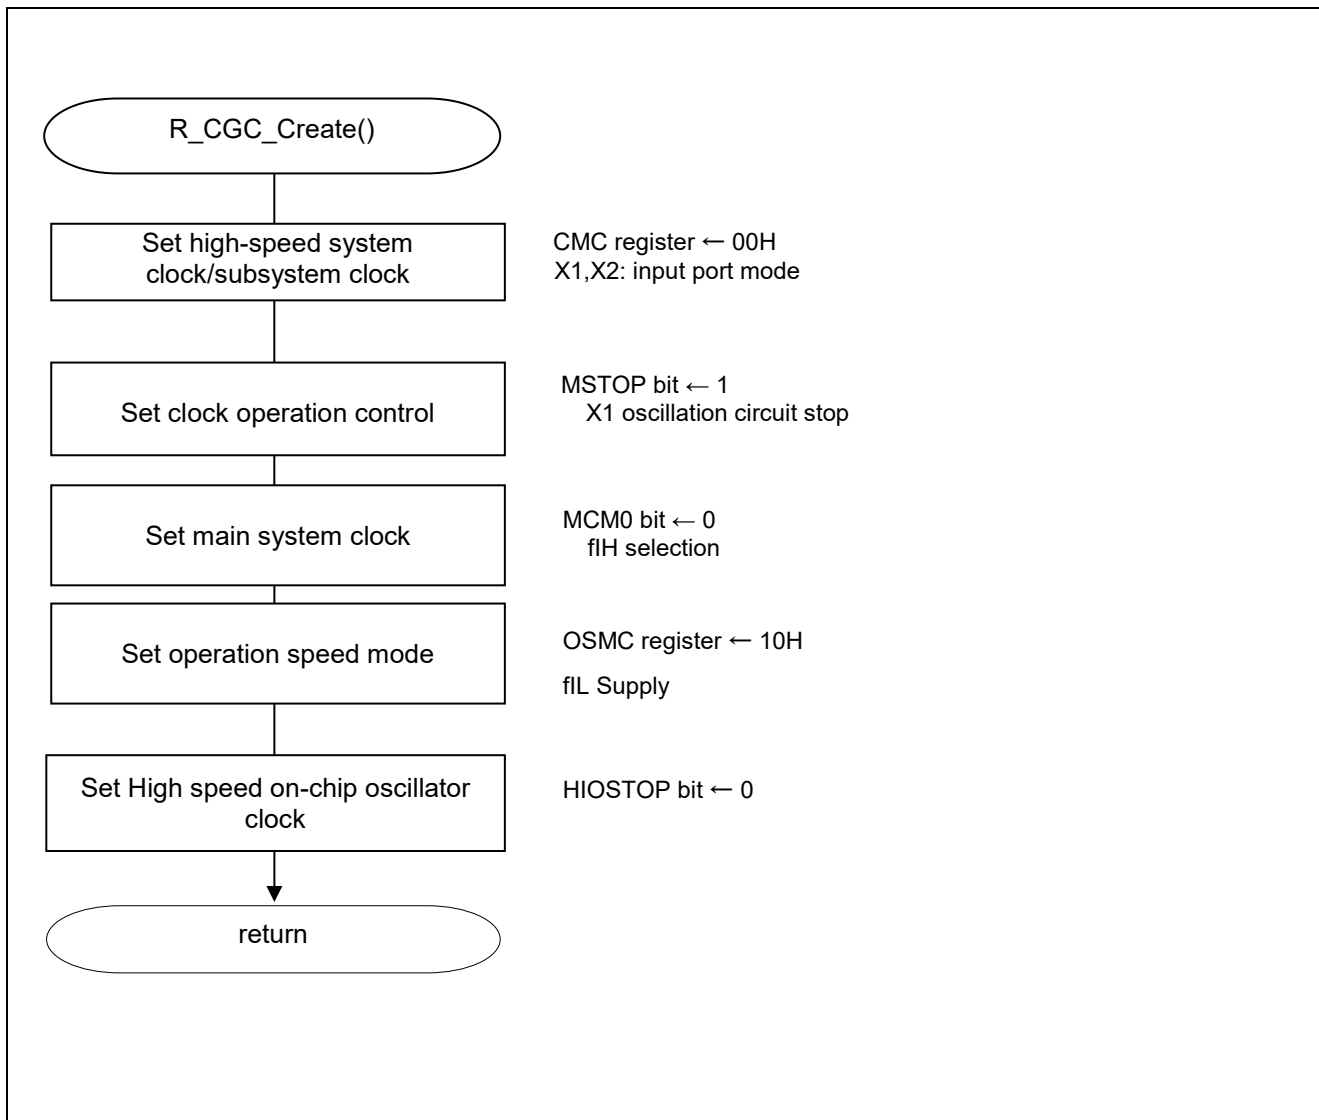 R_CGC_Create()
Set high-speed system
clock/subsystem clock
CMC register ← 00H
X1,X2: input port mode
Set clock operation control
MSTOP bit ← 1
X1 oscillation circuit stop
Set main system clock
MCM0 bit ← 0
fIH selection
Set operation speed mode
OSMC register ← 10H
fIL Supply
Set High speed on-chip oscillator
clock
HIOSTOP bit ← 0
return